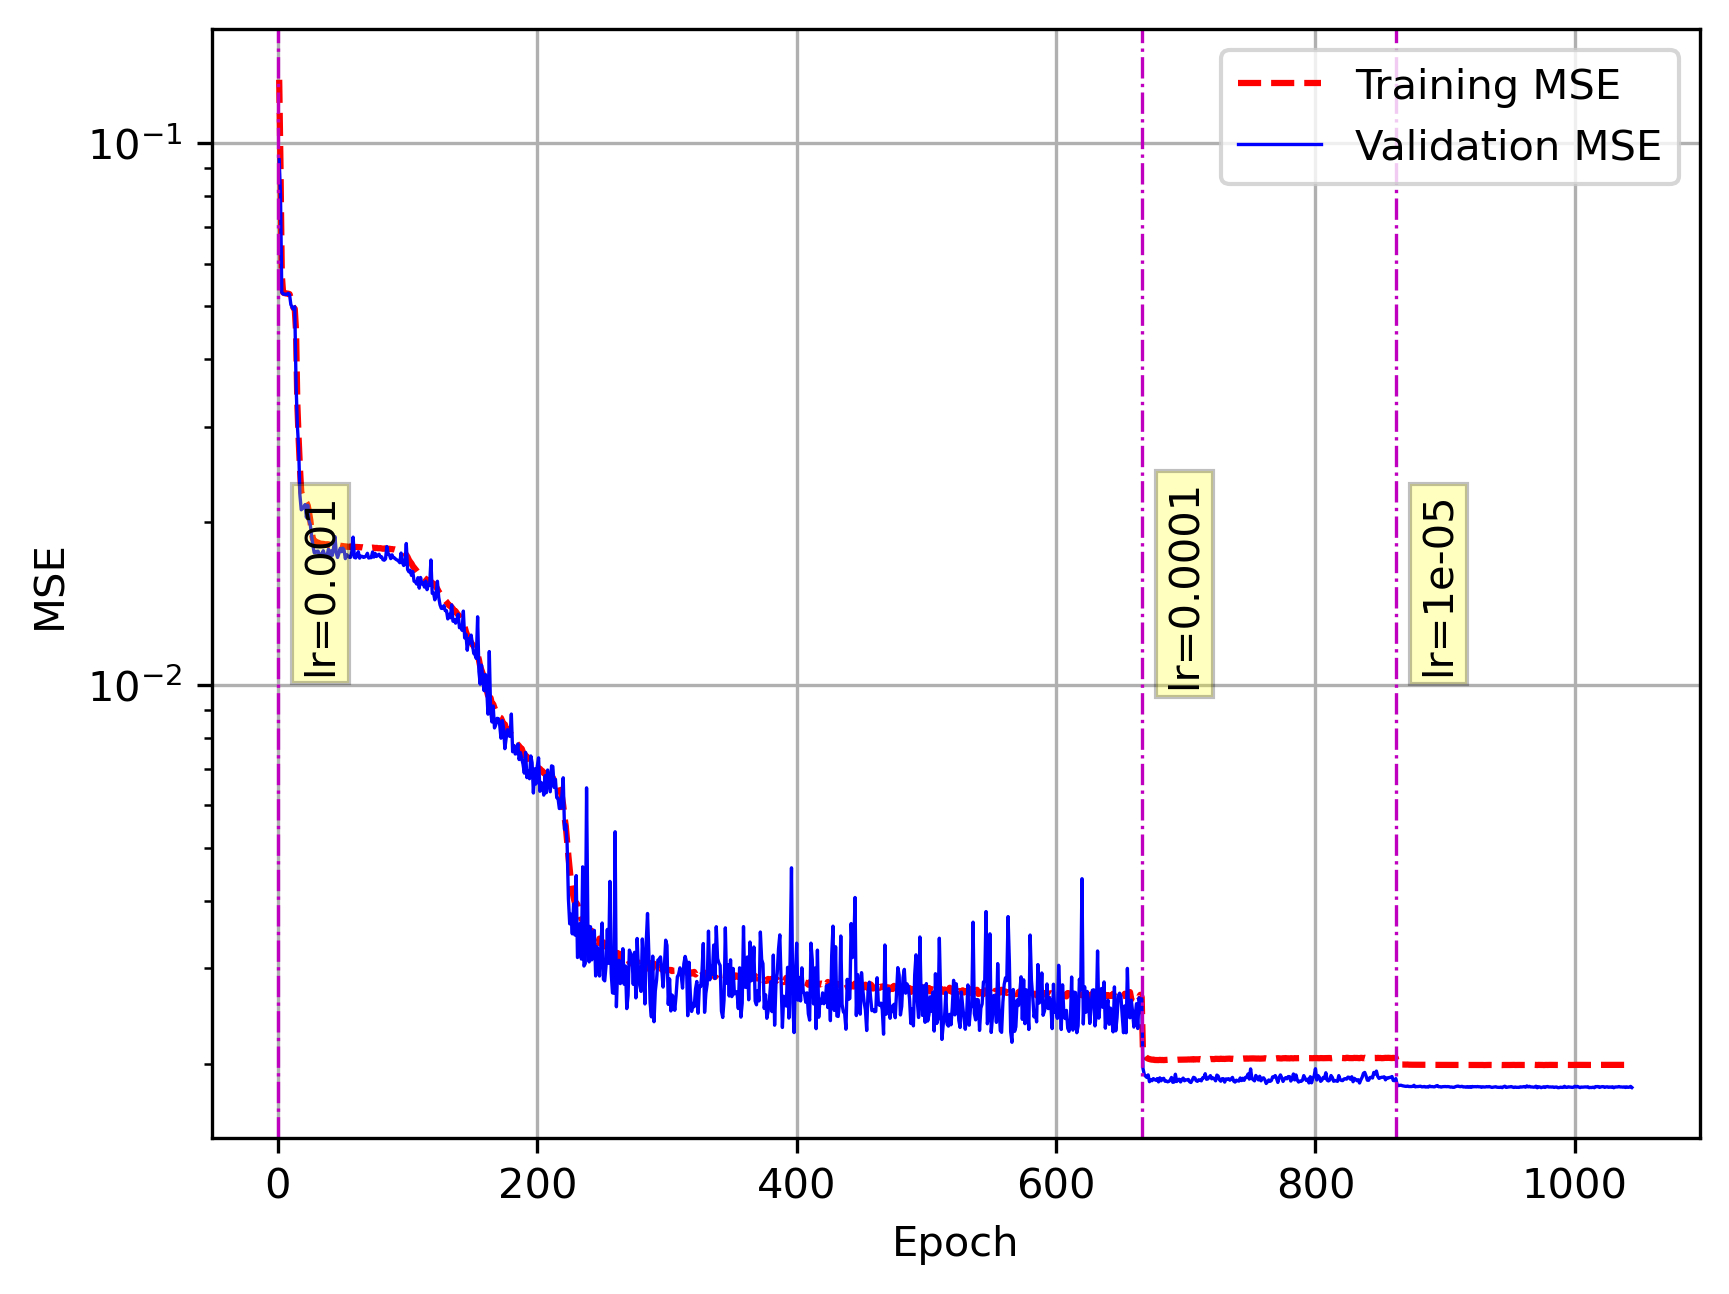 Training MSE
Validation MSE
10⁻¹
10⁻²
MSE
lr=0.001
lr=0.0001
lr=1e-05
0 200 400 600 800 1000
Epoch